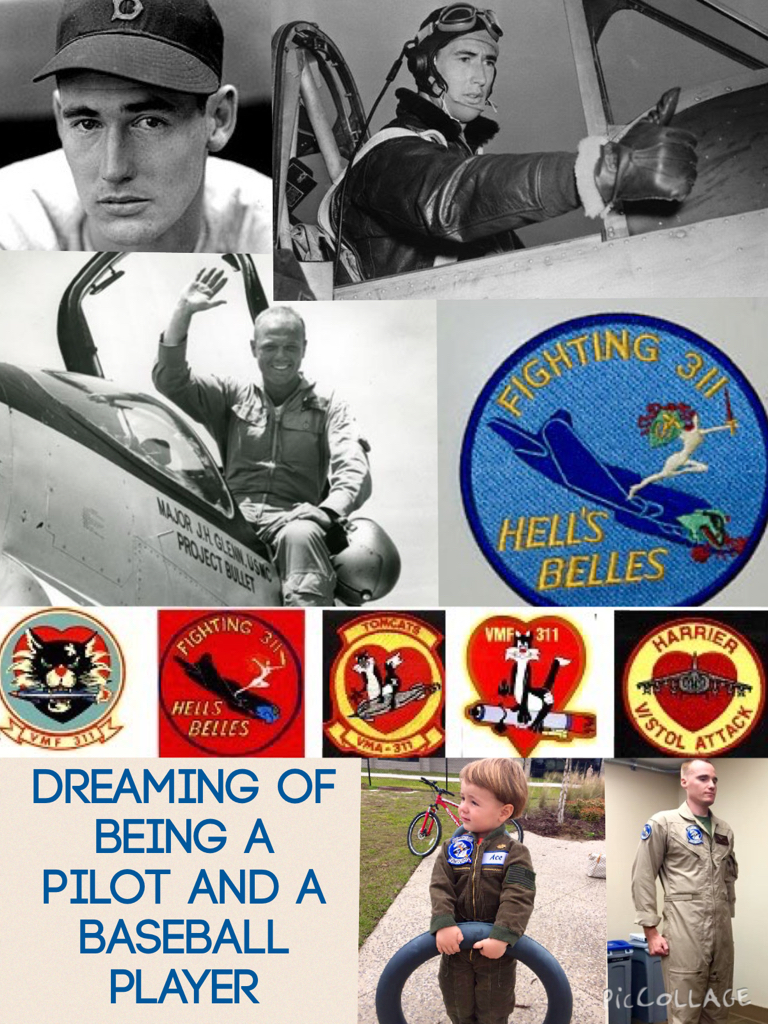 D
MAJOR J.H. GLENN, USMC
PROJECT BULLET
FIGHTING 311
HELL'S
BELLES
VMF 311
FIGHTING 311
HELLS
BELLES
TOMCATS
VMA-311
VMF 311
HARRIER
V/STOL ATTACK
DREAMING OF
BEING A
PILOT AND A
BASEBALL
PLAYER
Ace
PicCOLLAGE